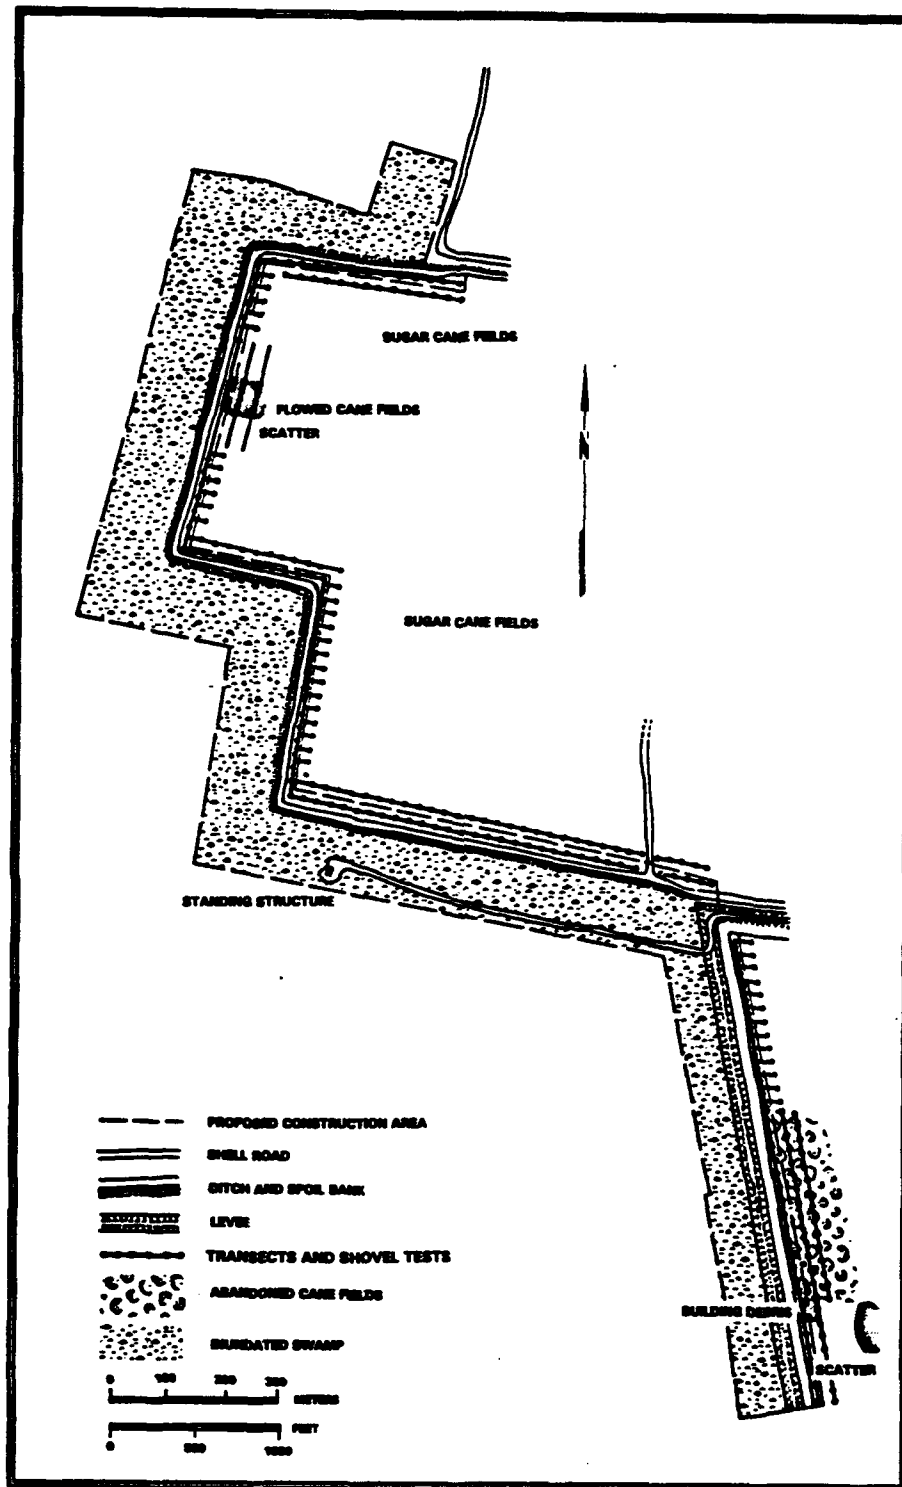 SUGAR CANE FIELDS
PLOWED CANE FIELDS
SCATTER
N
SUGAR CANE FIELDS
STANDING STRUCTURE
PROPOSED CONSTRUCTION AREA
SHELL ROAD
DITCH AND SPOIL BANK
LEVEE
TRANSECTS AND SHOVEL TESTS
ABANDONED CANE FIELDS
BUILDING DEBRIS
INUNDATED SWAMP
SCATTER
0 100 200 300
METERS
FEET
0 500 1000